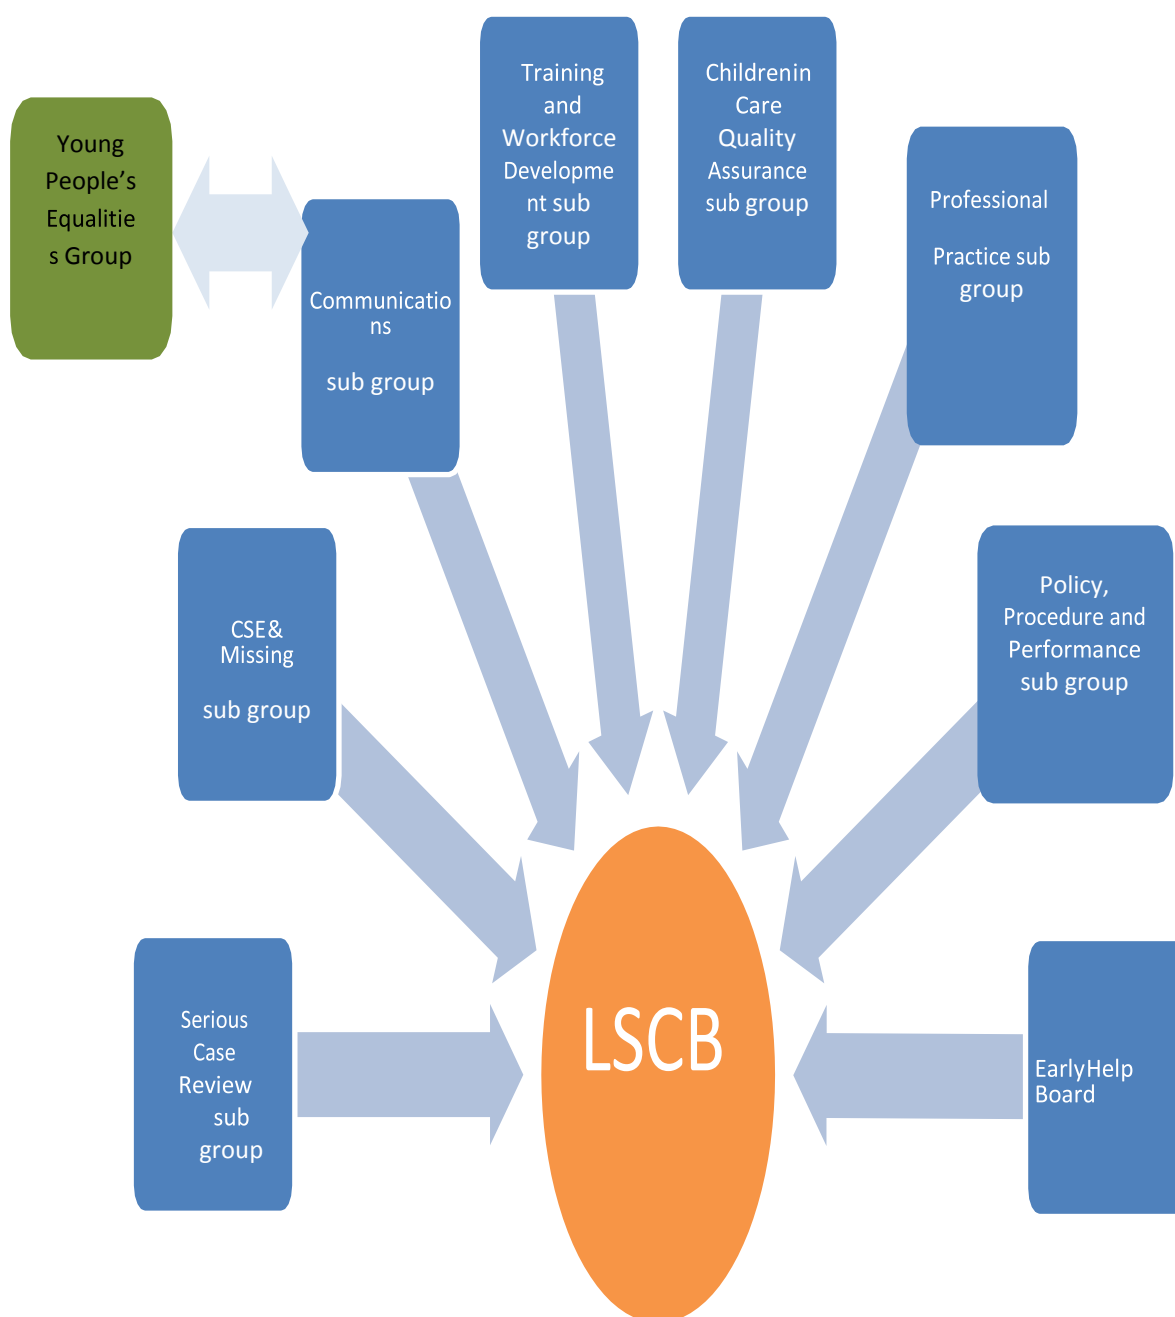 Young
People’s
Equalitie
s Group
Communicatio
ns
sub group
Training
and
Workforce
Developme
nt sub
group
Childrenin
Care
Quality
Assurance
sub group
Professional
Practice sub
group
CSE&
Missing
sub group
Policy,
Procedure and
Performance
sub group
Serious
Case
Review
sub
group
LSCB
EarlyHelp
Board